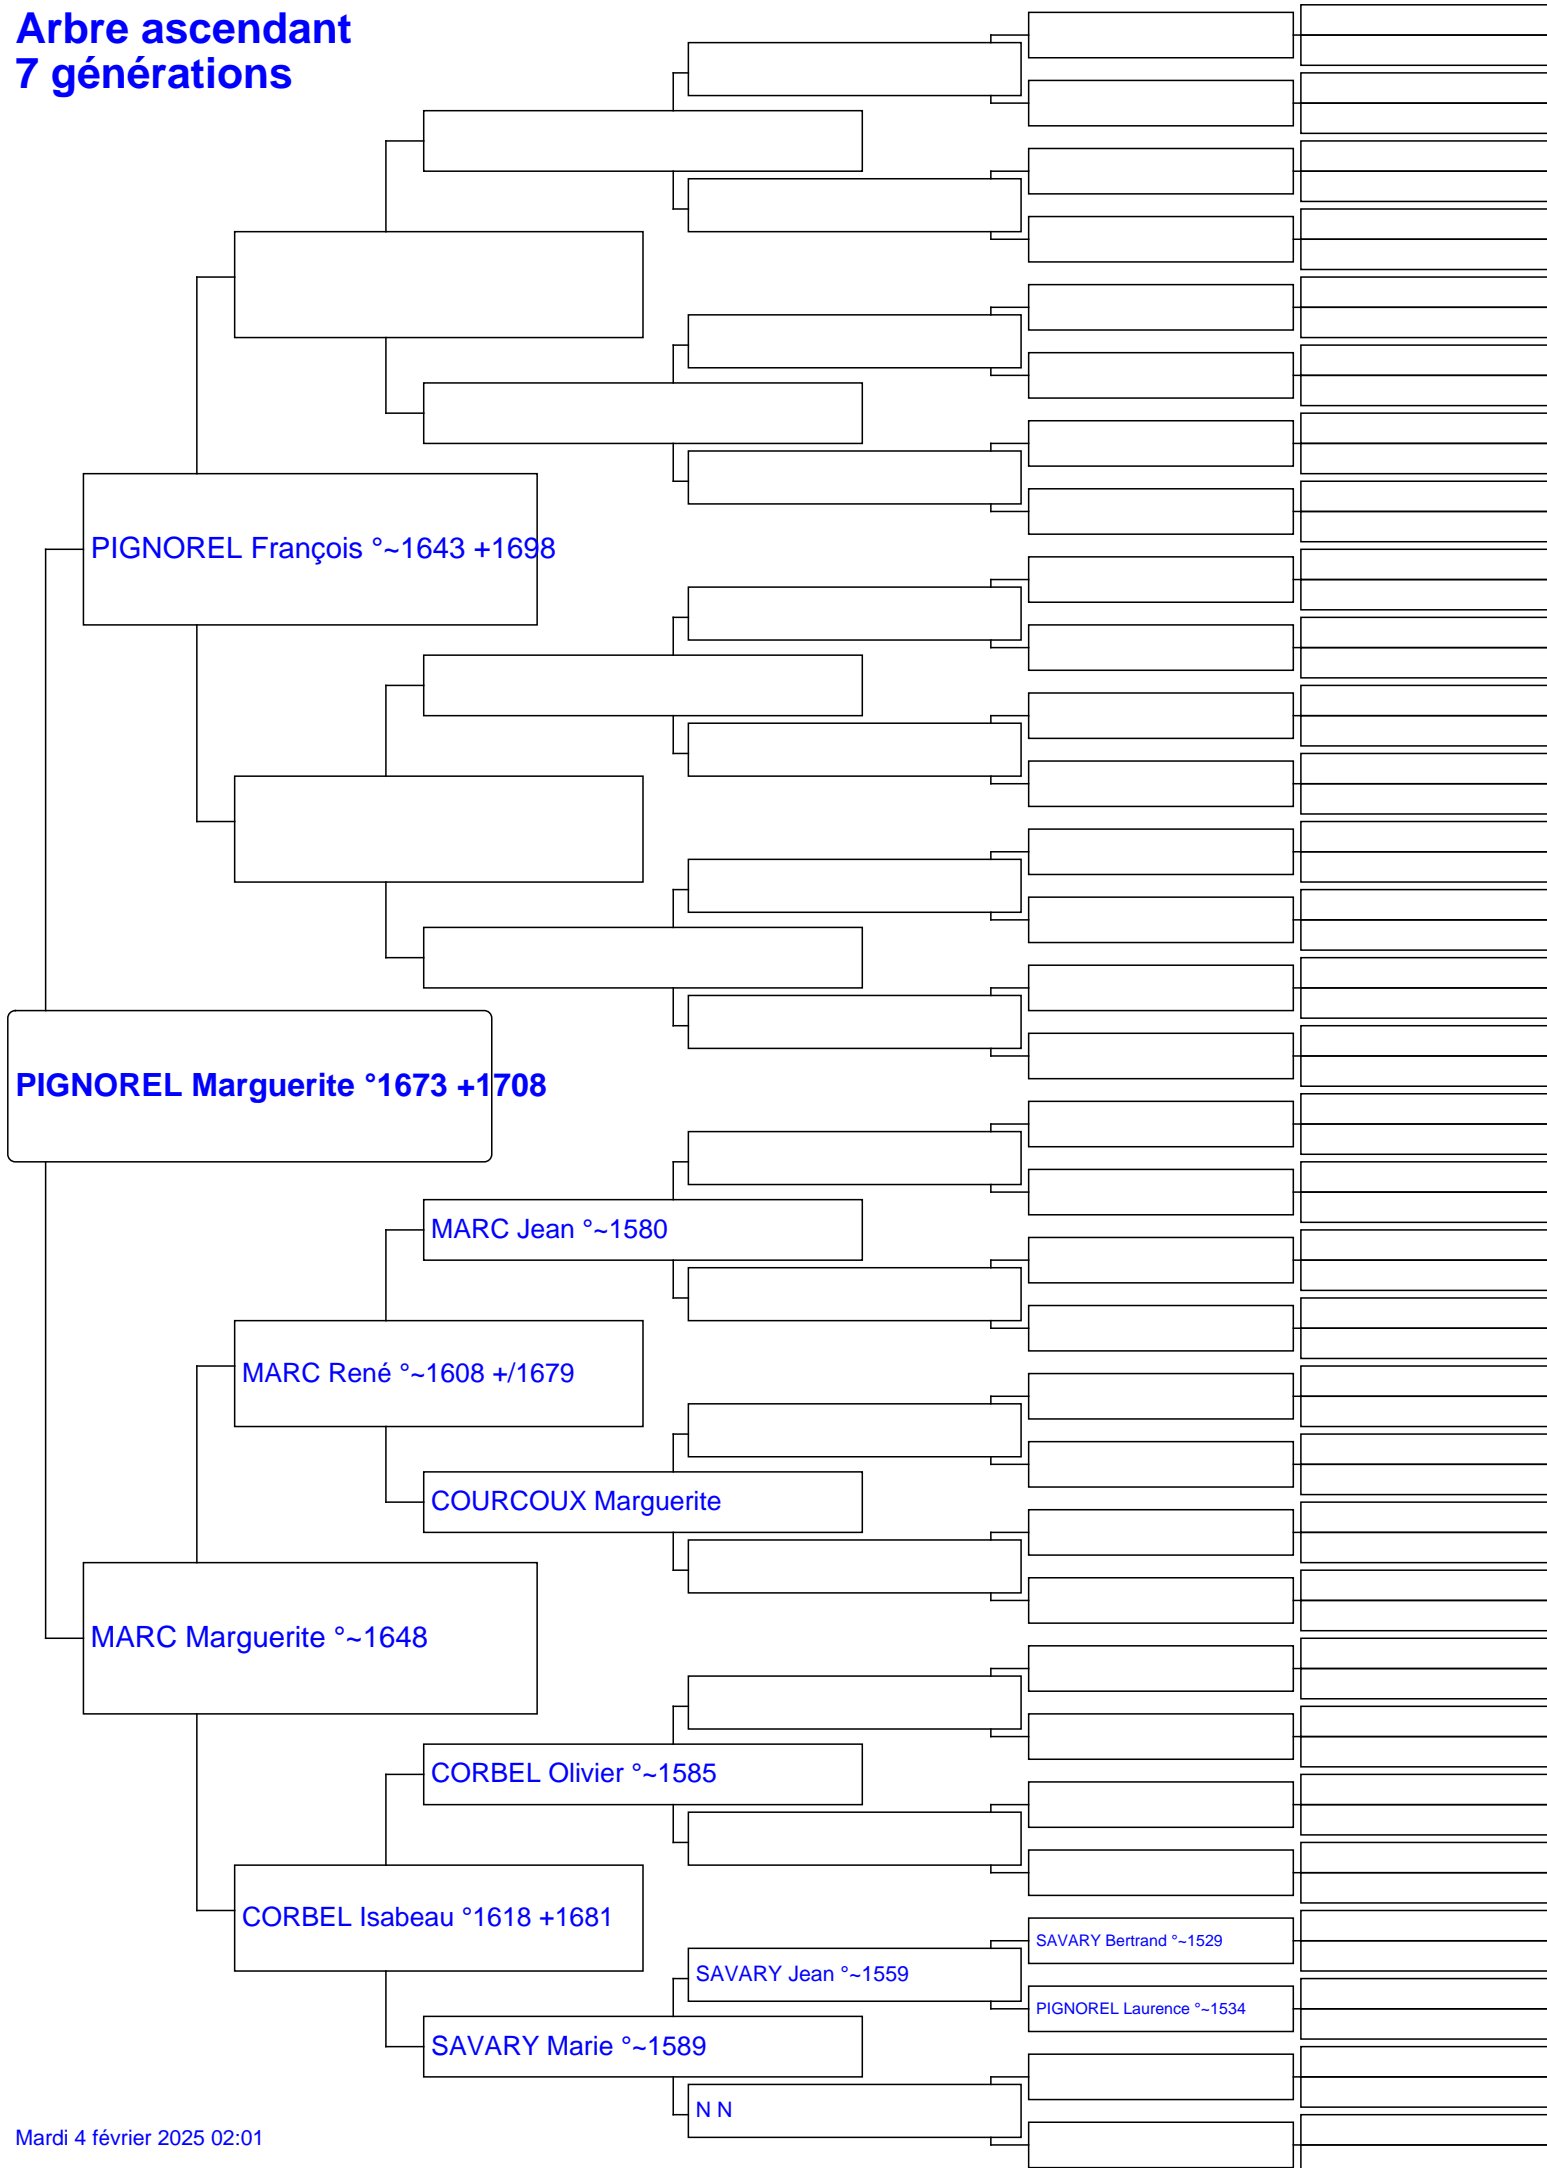 Arbre ascendant
7 générations
PIGNOREL François °~1643 +1698
PIGNOREL Marguerite °1673 +1708
MARC Jean °~1580
MARC René °~1608 +/1679
COURCOUX Marguerite
MARC Marguerite °~1648
CORBEL Olivier °~1585
CORBEL Isabeau °1618 +1681
SAVARY Bertrand °~1529
SAVARY Jean °~1559
PIGNOREL Laurence °~1534
SAVARY Marie °~1589
N N
Mardi 4 février 2025 02:01